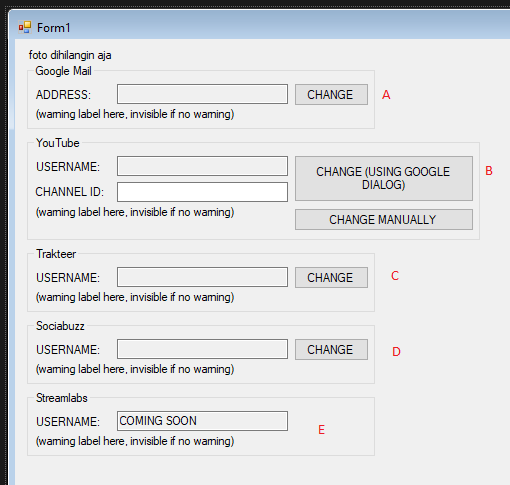 Form1
foto dihilangin aja
Google Mail
ADDRESS: CHANGE A
(warning label here, invisible if no warning)
YouTube
USERNAME: CHANGE (USING GOOGLE DIALOG) B
CHANNEL ID:
(warning label here, invisible if no warning) CHANGE MANUALLY
Trakteer
USERNAME: CHANGE C
(warning label here, invisible if no warning)
Sociabuzz
USERNAME: CHANGE D
(warning label here, invisible if no warning)
Streamlabs
USERNAME: COMING SOON E
(warning label here, invisible if no warning)